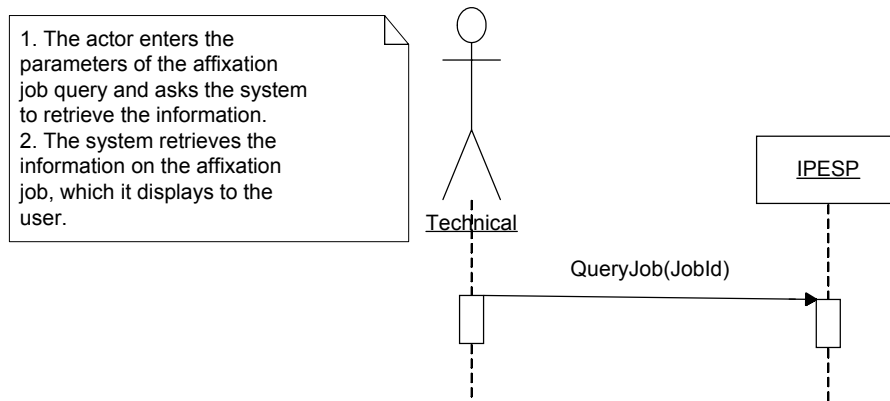 1. The actor enters the
parameters of the affixation
job query and asks the system
to retrieve the information.
2. The system retrieves the
information on the affixation
job, which it displays to the
user.
Technical
IPESP
QueryJob(JobId)